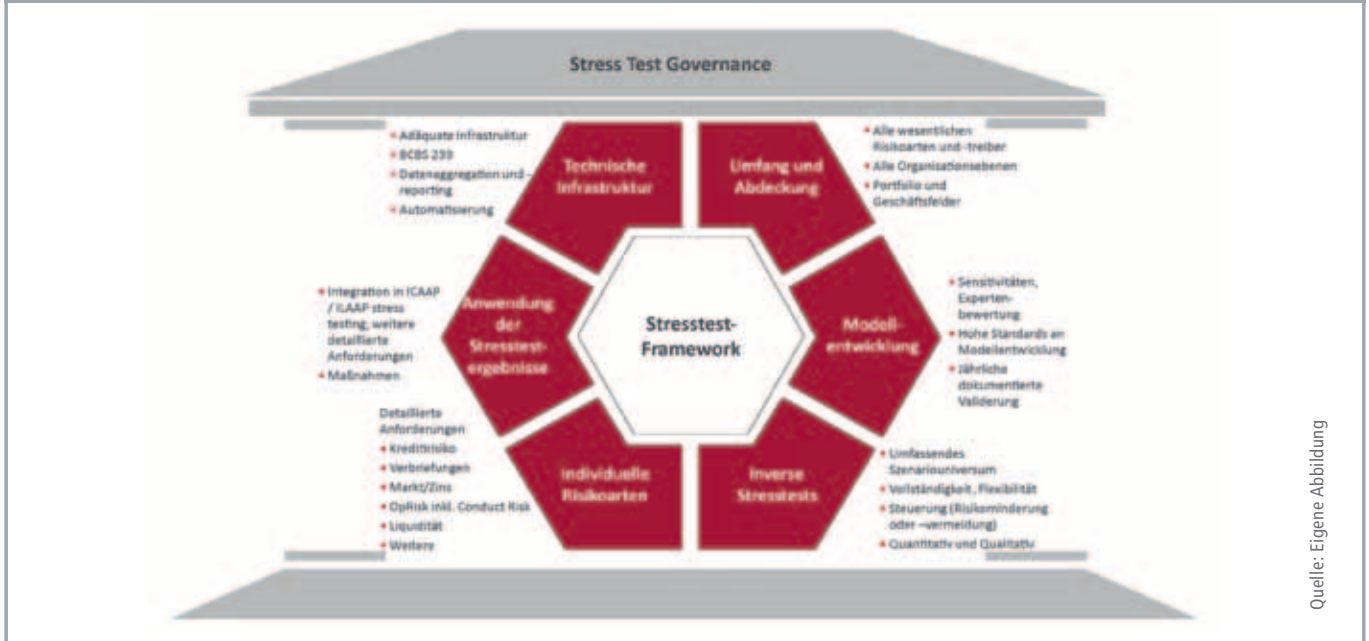 Stress Test Governance
• Adäquate Infrastruktur
• BCBS 239
• Datenaggregation und -
reporting
• Automatisierung
Technische
Infrastruktur
Umfang und
Abdeckung
• Alle wesentlichen
Risikoarten und -treiber
• Alle Organisationsebenen
• Portfolio und
Geschäftsfelder
• Integration in ICAAP
/ ILAAP stress
testing, weitere
detaillierte
Anforderungen
• Maßnahmen
Anwendung
der
Stresstest-
ergebnisse
Stresstest-
Framework
Modell-
entwicklung
• Sensitivitäten,
Experten-
bewertung
• Hohe Standards an
Modellentwicklung
• Jährliche
dokumentierte
Validierung
Detaillierte
Anforderungen
• Kreditrisiko
• Verbriefungen
• Markt/Zins
• OpRisk inkl. Conduct Risk
• Liquidität
• Weitere
Individuelle
Risikoarten
Inverse
Stresstests
• Umfassendes
Szenariouniversum
• Vollständigkeit, Flexibilität
• Steuerung (Risikominderung
oder –vermeidung)
• Quantitativ und Qualitativ
Quelle: Eigene Abbildung